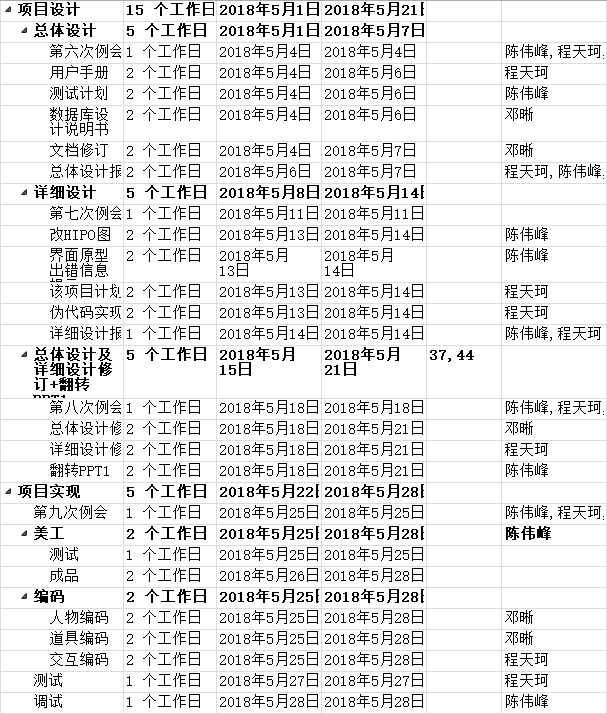 项目设计 15 个工作日 2018年5月1日 2018年5月21日
总体设计 5 个工作日 2018年5月1日 2018年5月7日
第六次例会 1 个工作日 2018年5月4日 2018年5月4日 陈伟峰,程天珂,
用户手册 2 个工作日 2018年5月4日 2018年5月6日 程天珂
测试计划 2 个工作日 2018年5月4日 2018年5月6日 陈伟峰
数据库设 2 个工作日 2018年5月4日 2018年5月6日 邓晰
计说明书
文档修订 2 个工作日 2018年5月4日 2018年5月7日 邓晰
总体设计报 2 个工作日 2018年5月6日 2018年5月7日 程天珂,陈伟峰,
详细设计 5 个工作日 2018年5月8日 2018年5月14日
第七次例会 1 个工作日 2018年5月11日 2018年5月11日
改HIPO图 2 个工作日 2018年5月13日 2018年5月14日 陈伟峰
界面原型 2 个工作日 2018年5月 2018年5月 陈伟峰
出错信息 13日 14日
该项目计划 2 个工作日 2018年5月13日 2018年5月14日 程天珂
伪代码实现 2 个工作日 2018年5月13日 2018年5月14日 程天珂
详细设计报 1 个工作日 2018年5月14日 2018年5月14日 陈伟峰,程天珂
总体设计及 5 个工作日 2018年5月 2018年5月 37,44
详细设计修 15日 21日
订+翻转
PPT1
第八次例会 1 个工作日 2018年5月18日 2018年5月18日 陈伟峰,程天珂,
总体设计修 2 个工作日 2018年5月18日 2018年5月21日 邓晰
详细设计修 2 个工作日 2018年5月18日 2018年5月21日 程天珂
翻转PPT1 2 个工作日 2018年5月18日 2018年5月21日 陈伟峰
项目实现 5 个工作日 2018年5月22日 2018年5月28日
第九次例会 1 个工作日 2018年5月25日 2018年5月25日 陈伟峰,程天珂,
美工 2 个工作日 2018年5月25日 2018年5月28日 陈伟峰
测试 1 个工作日 2018年5月25日 2018年5月25日
成品 2 个工作日 2018年5月26日 2018年5月28日
编码 2 个工作日 2018年5月25日 2018年5月28日
人物编码 2 个工作日 2018年5月25日 2018年5月28日 邓晰
道具编码 2 个工作日 2018年5月25日 2018年5月28日 邓晰
交互编码 2 个工作日 2018年5月25日 2018年5月28日 程天珂
测试 1 个工作日 2018年5月27日 2018年5月27日 程天珂
调试 1 个工作日 2018年5月28日 2018年5月28日 陈伟峰